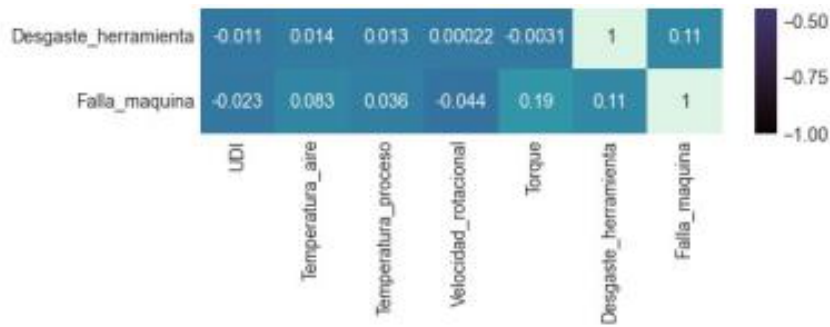 Desgaste_herramienta -0.011 0.014 0.013 0.00022 -0.0031 1 0.11
Falla_maquina -0.023 0.083 0.036 -0.044 0.19 0.11 1
UDI
Temperatura_aire
Temperatura_proceso
Velocidad_rotacional
Torque
Desgaste_herramienta
Falla_maquina
-0.50
-0.75
-1.00